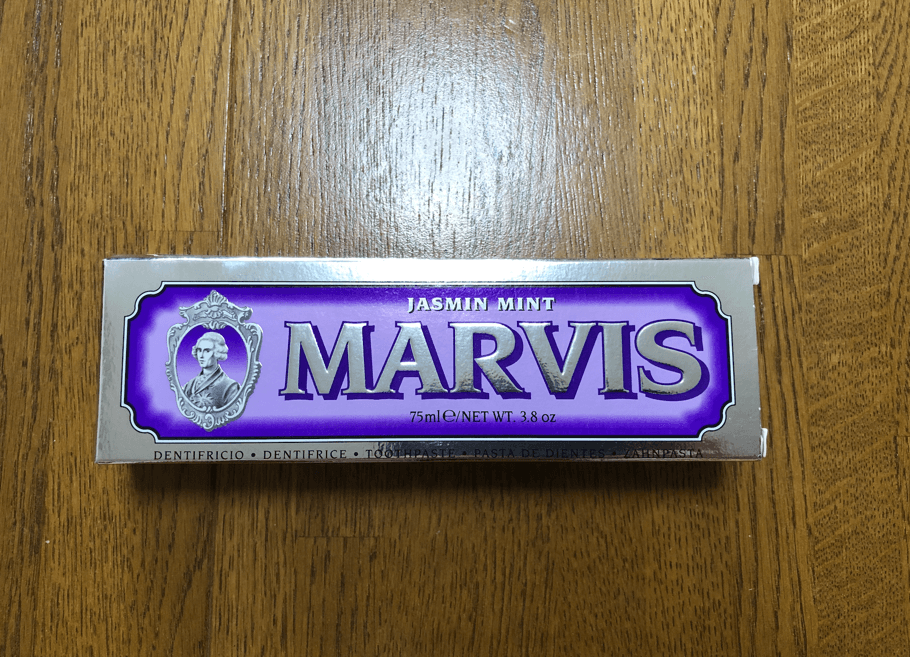 JASMIN MINT
MARVIS
75ml ℮/NET WT. 3.8 oz
DENTIFRICIO • DENTIFRICE • TOOTHPASTE • PASTA DE DIENTES • ZAHNPASTA